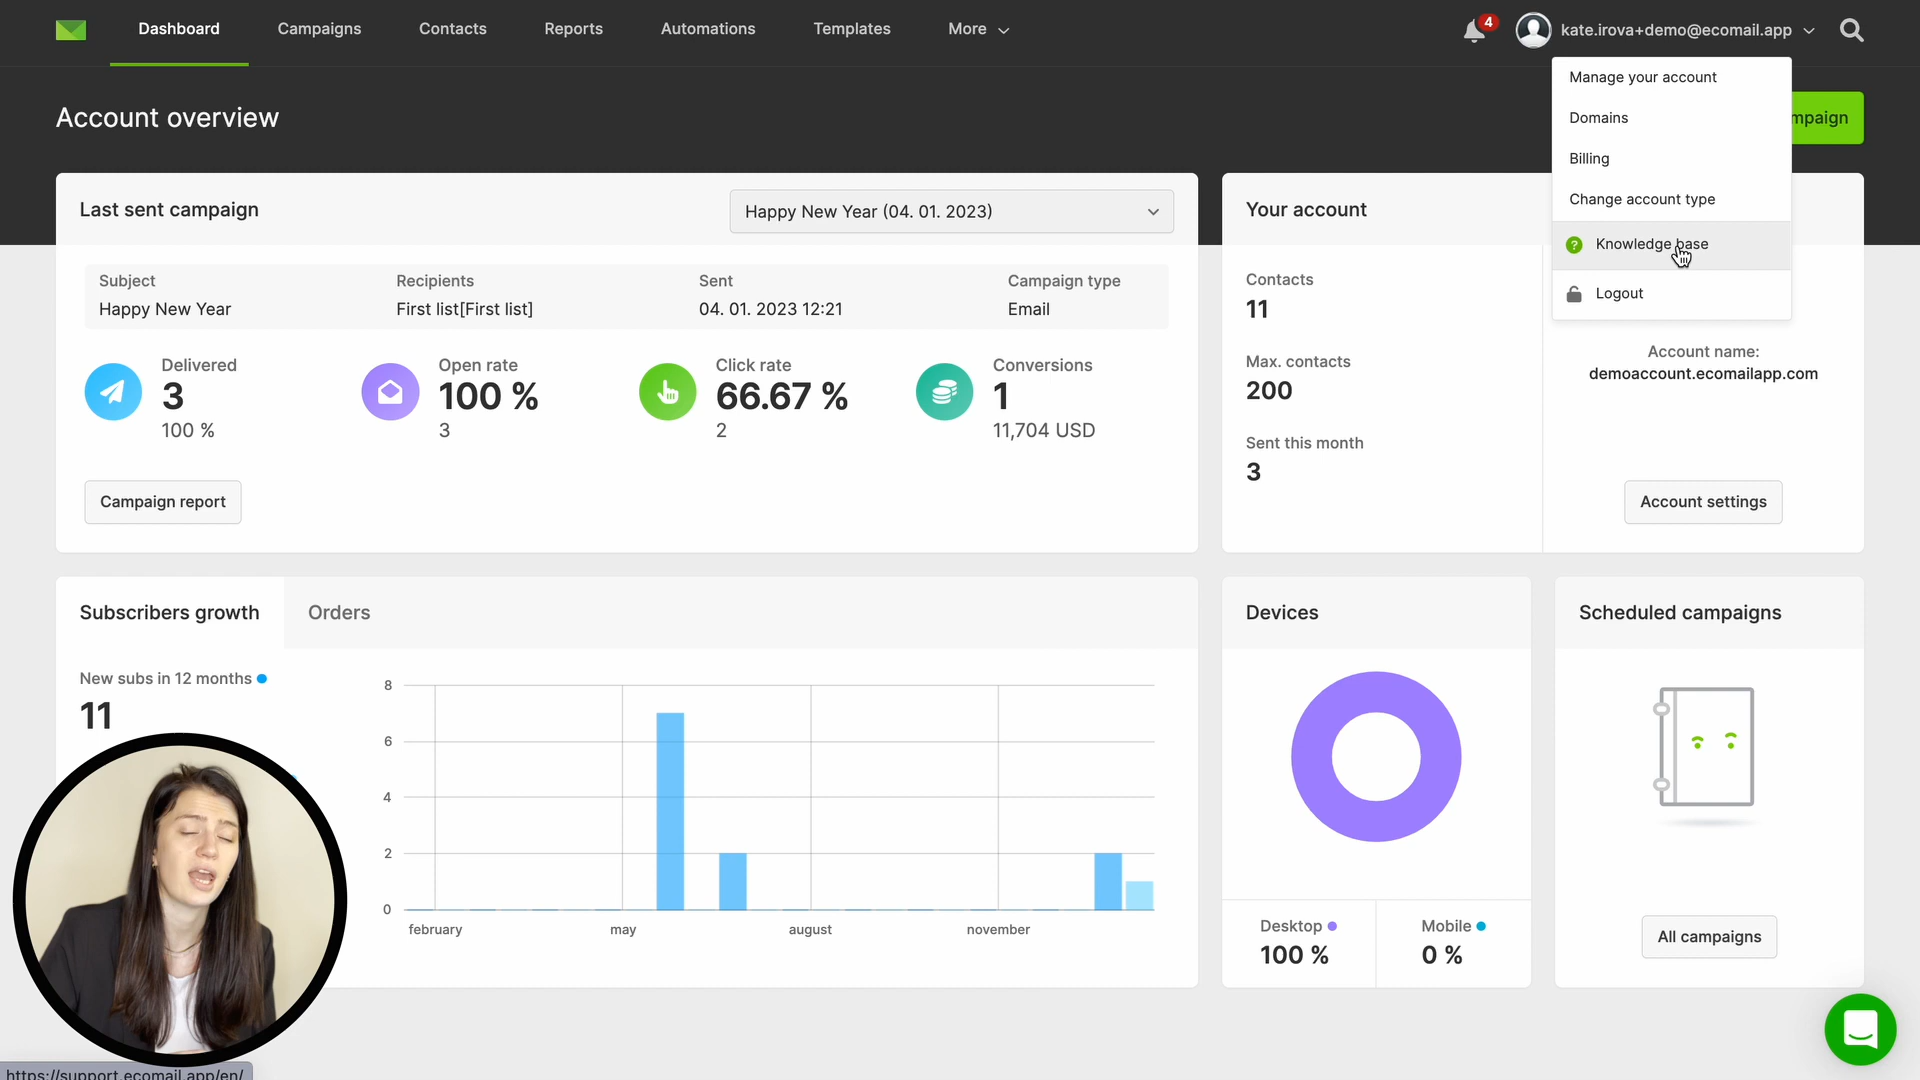 Dashboard
Campaigns
Contacts
Reports
Automations
Templates
More
4
kate.irova+demo@ecomail.app
Manage your account
Domains
Billing
Change account type
? Knowledge base
Logout
Account overview
mpaign
Last sent campaign
Happy New Year (04. 01. 2023)
Subject
Happy New Year
Recipients
First list[First list]
Sent
04. 01. 2023 12:21
Campaign type
Email
Delivered
3
100 %
Open rate
100 %
3
Click rate
66.67 %
2
Conversions
1
11,704 USD
Campaign report
Your account
Contacts
11
Max. contacts
200
Sent this month
3
Account name:
demoaccount.ecomailapp.com
Account settings
Subscribers growth
Orders
New subs in 12 months
11
8
6
4
2
0
february
may
august
november
Devices
Desktop
100 %
Mobile
0 %
Scheduled campaigns
All campaigns
https://support.ecomail.app/en/